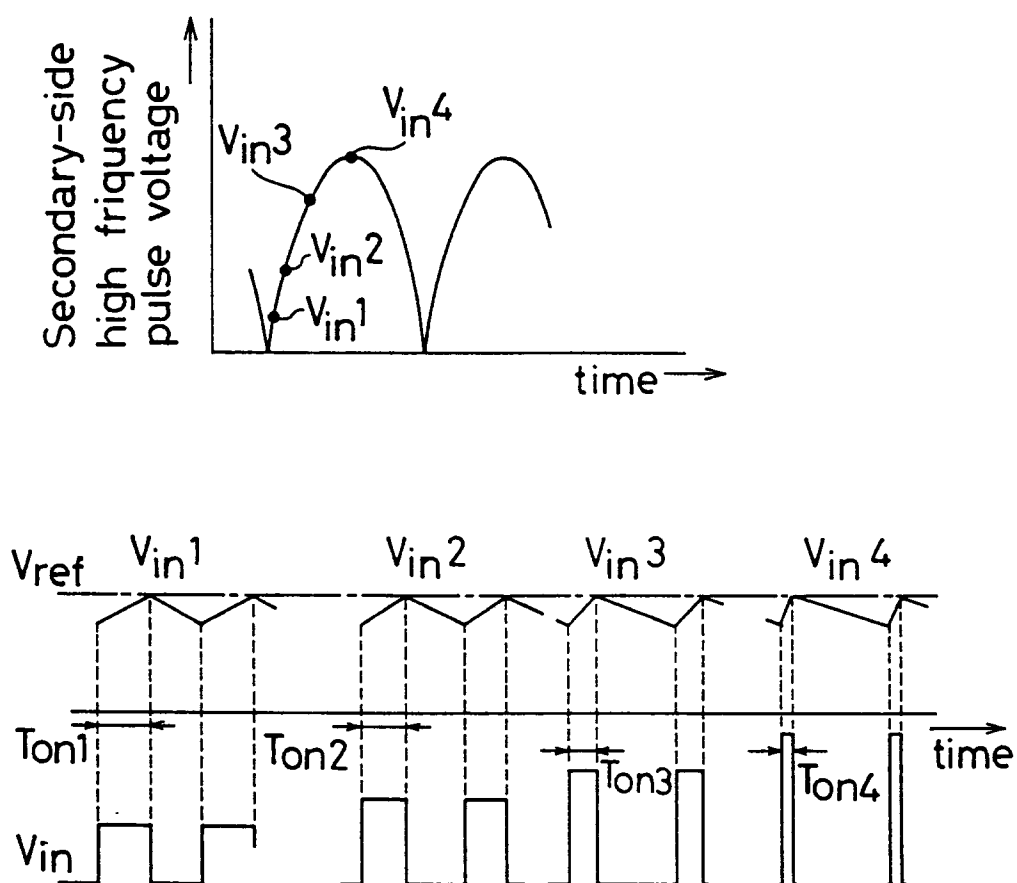 Secondary-side
high friquency
pulse voltage
Vin4
Vin3
Vin2
Vin1
time
Vref
Vin1
Vin2
Vin3
Vin4
Ton1
Ton2
Ton3
Ton4
time
Vin